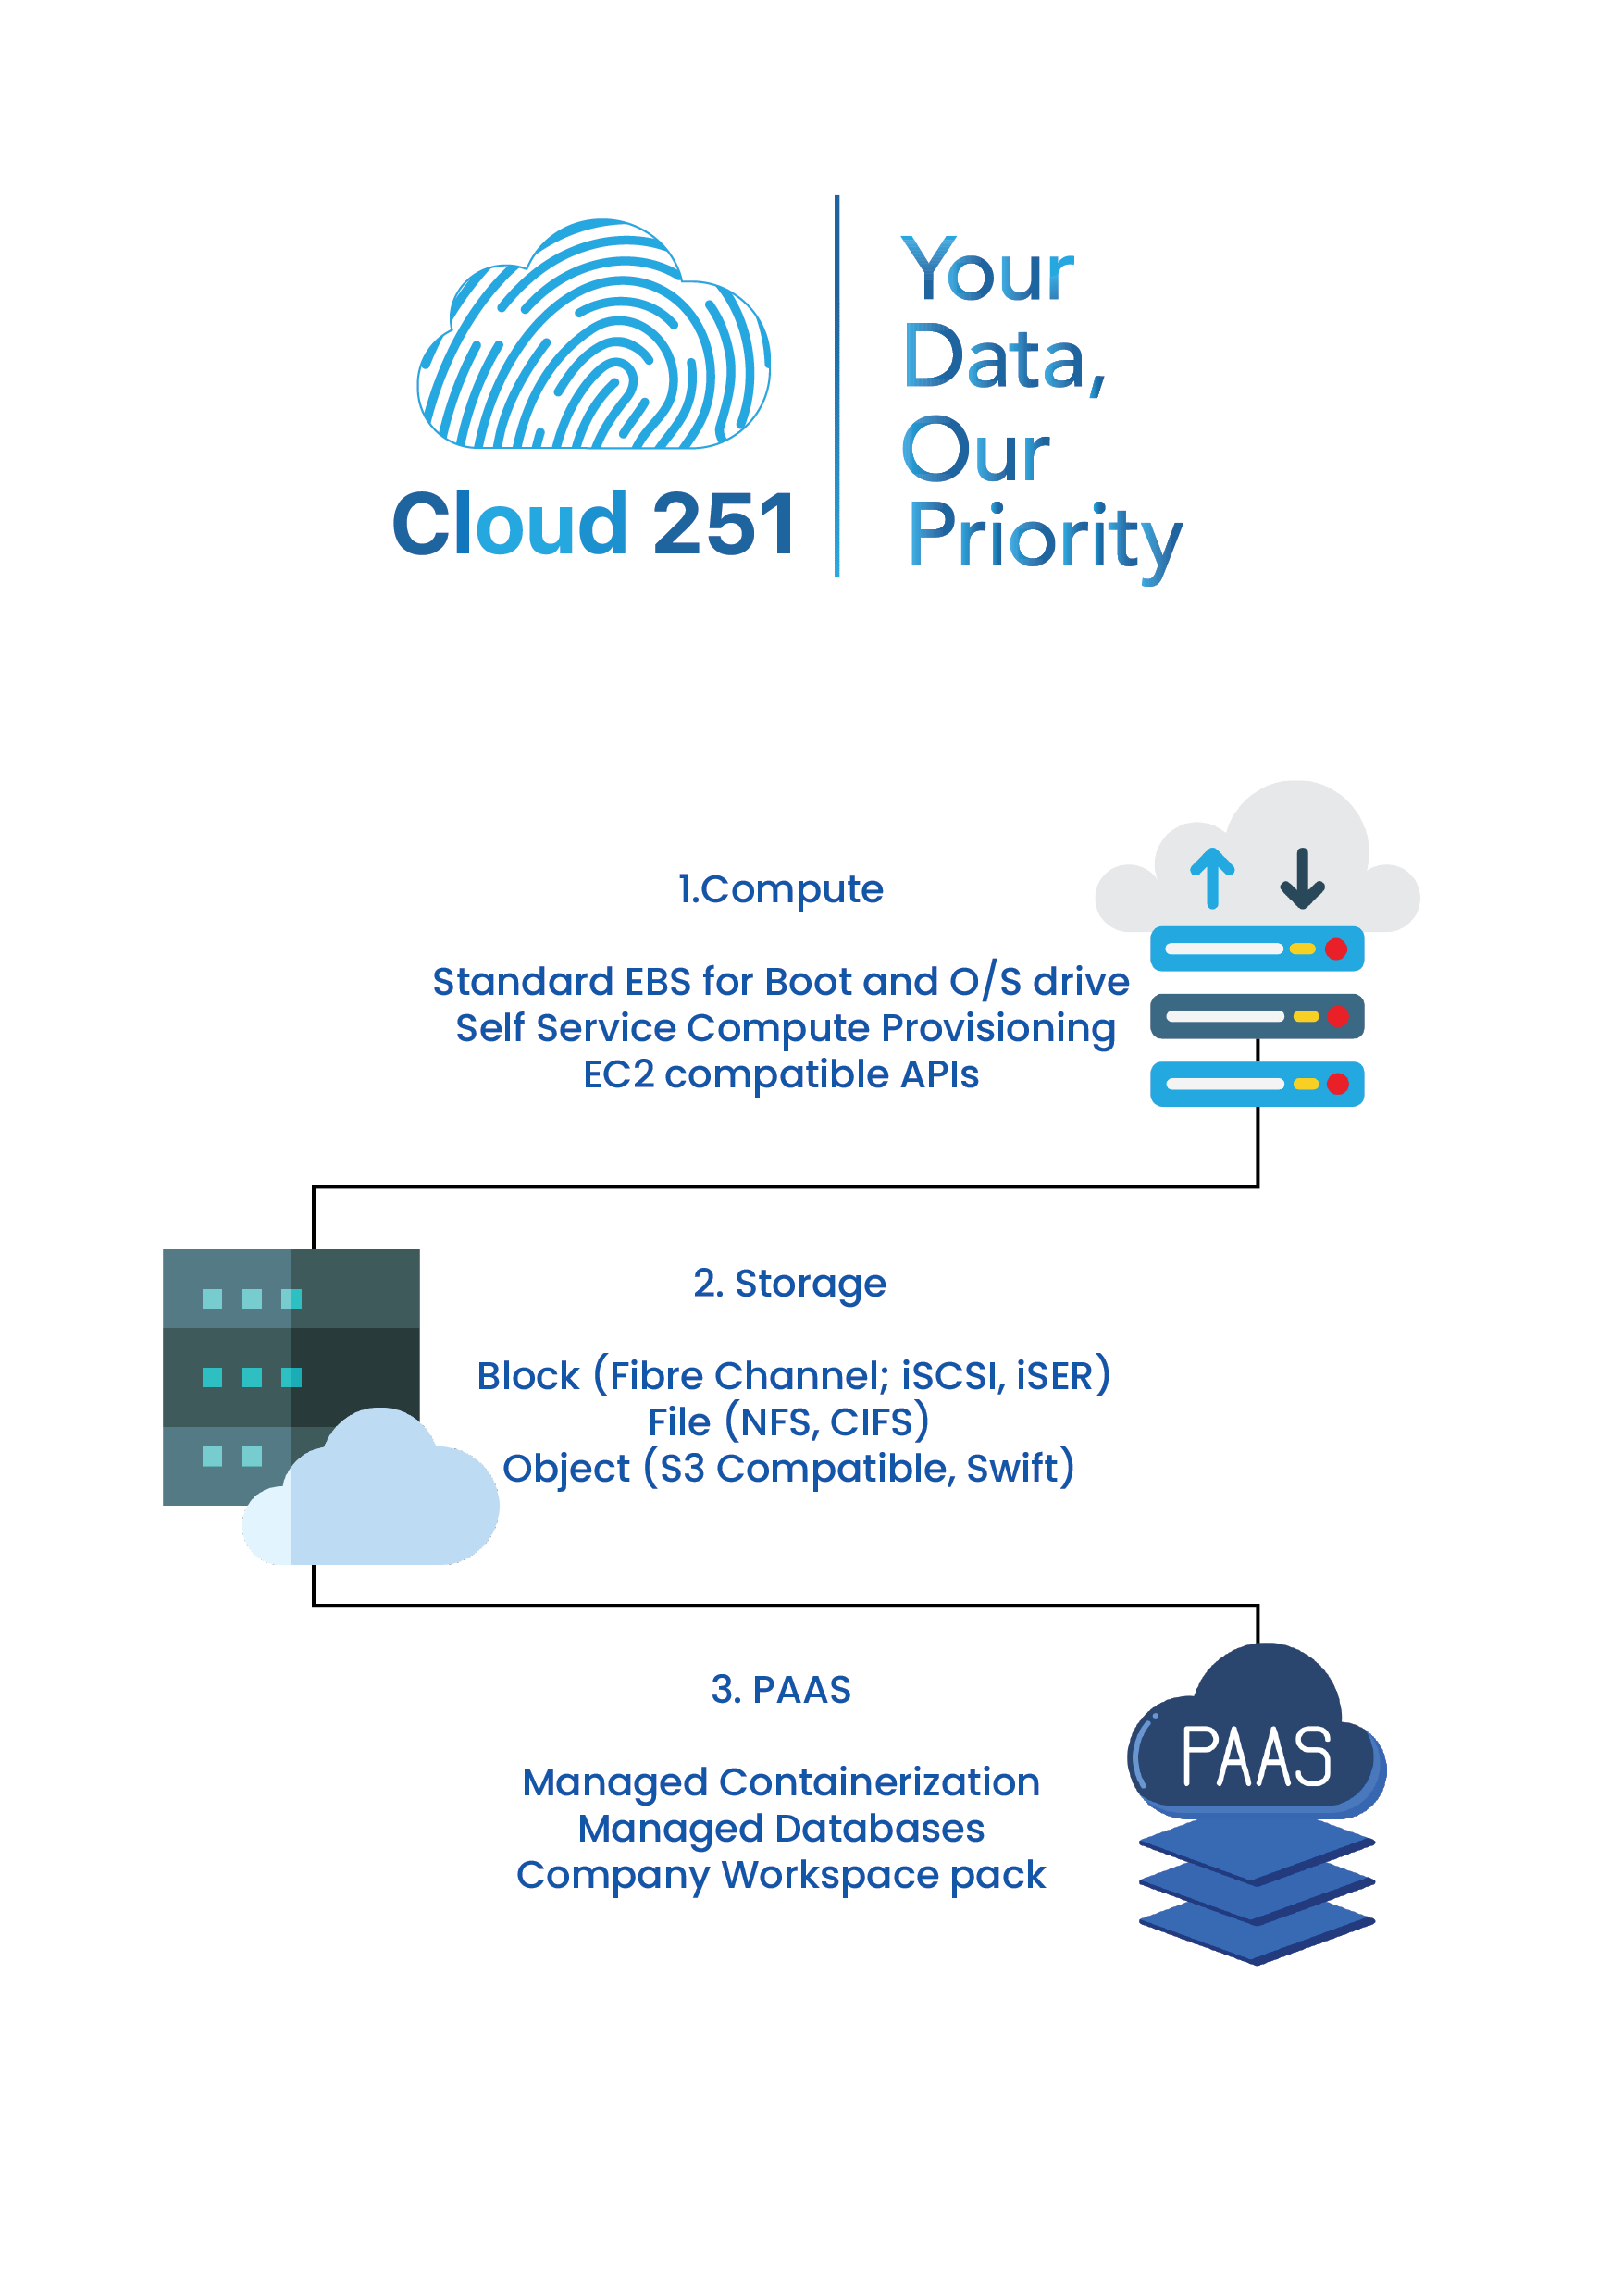 Cloud 251
Your
Data,
Our
Priority
1.Compute
Standard EBS for Boot and O/S drive
Self Service Compute Provisioning
EC2 compatible APIs
2. Storage
Block (Fibre Channel; iSCSI, iSER)
File (NFS, CIFS)
Object (S3 Compatible, Swift)
3. PAAS
Managed Containerization
Managed Databases
Company Workspace pack
PAAS